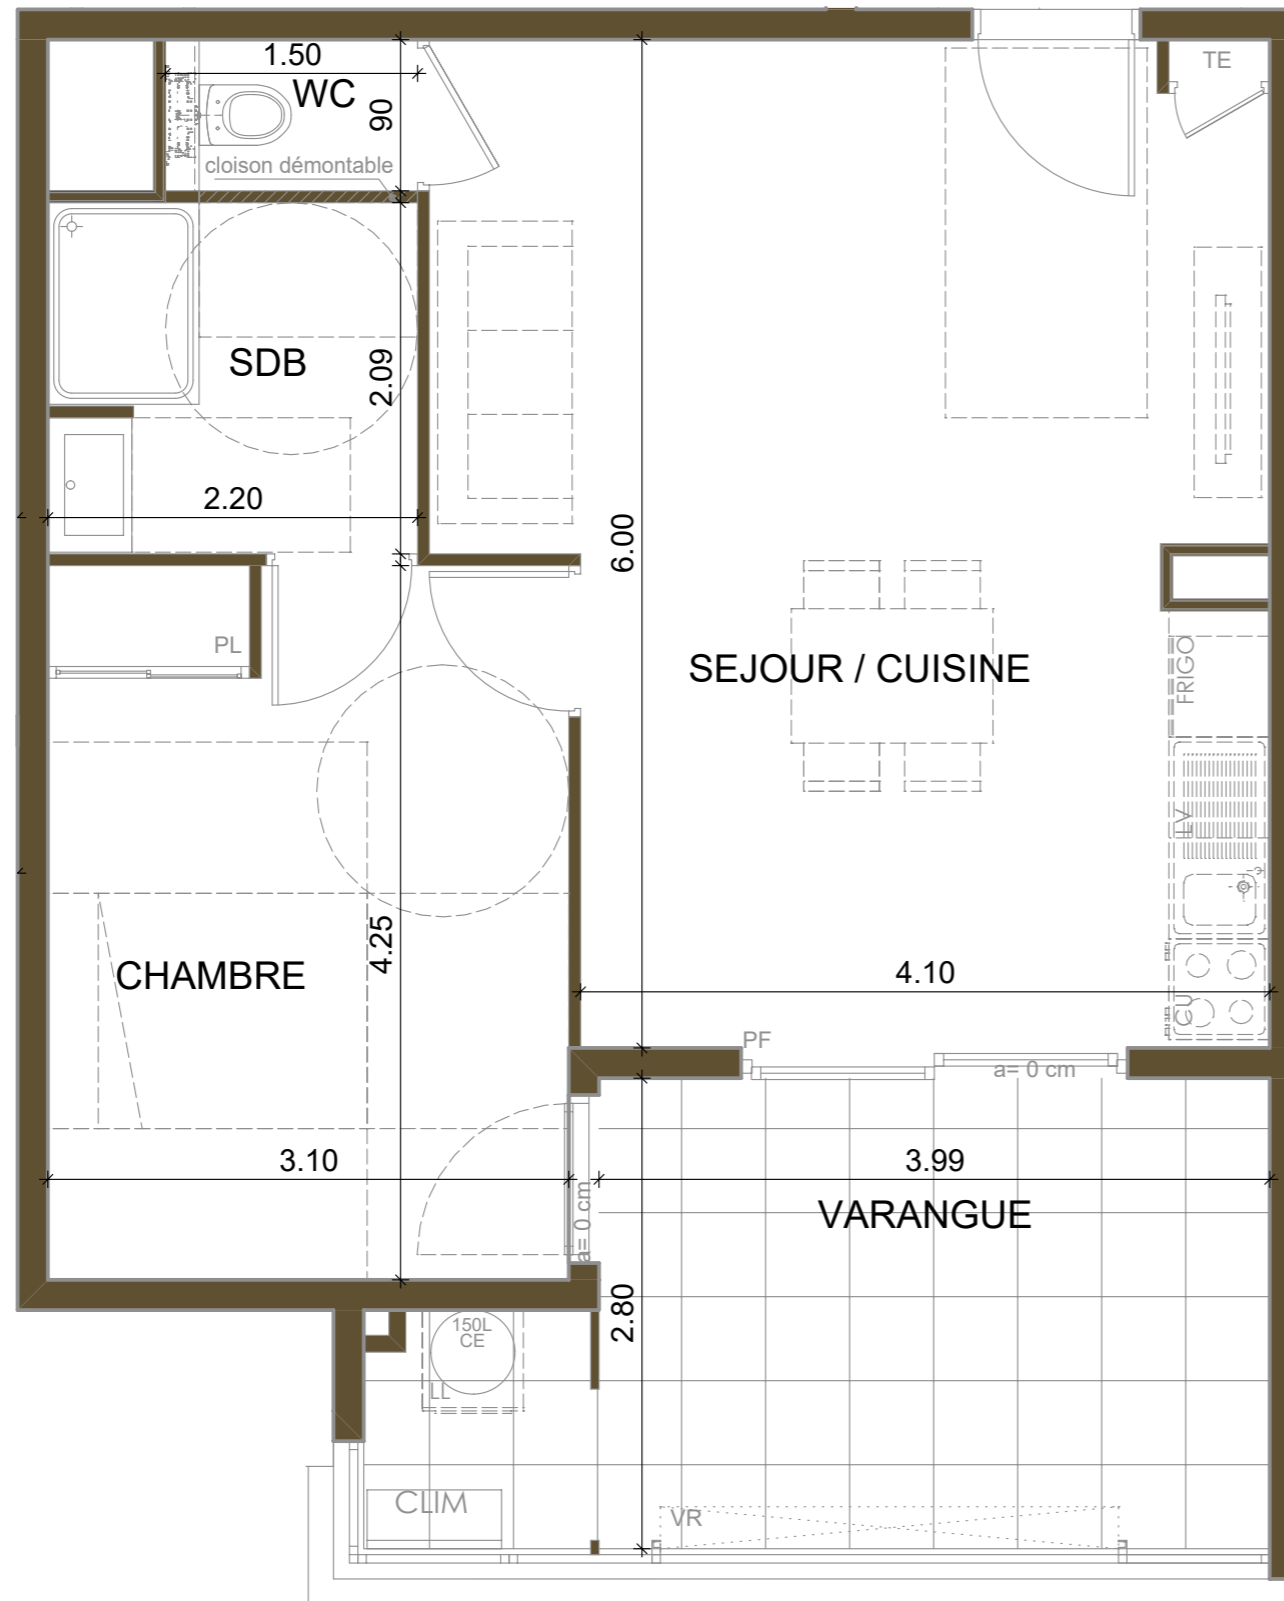 1.50
WC
90
TE
cloison démontable
SDB
2.09
2.20
6.00
PL
SEJOUR / CUISINE
FRIGO
LV
CHAMBRE
4.25
4.10
CU
PF
a= 0 cm
3.10
3.99
a= 0 cm
VARANGUE
2.80
150L
CE
LL
CLIM
VR